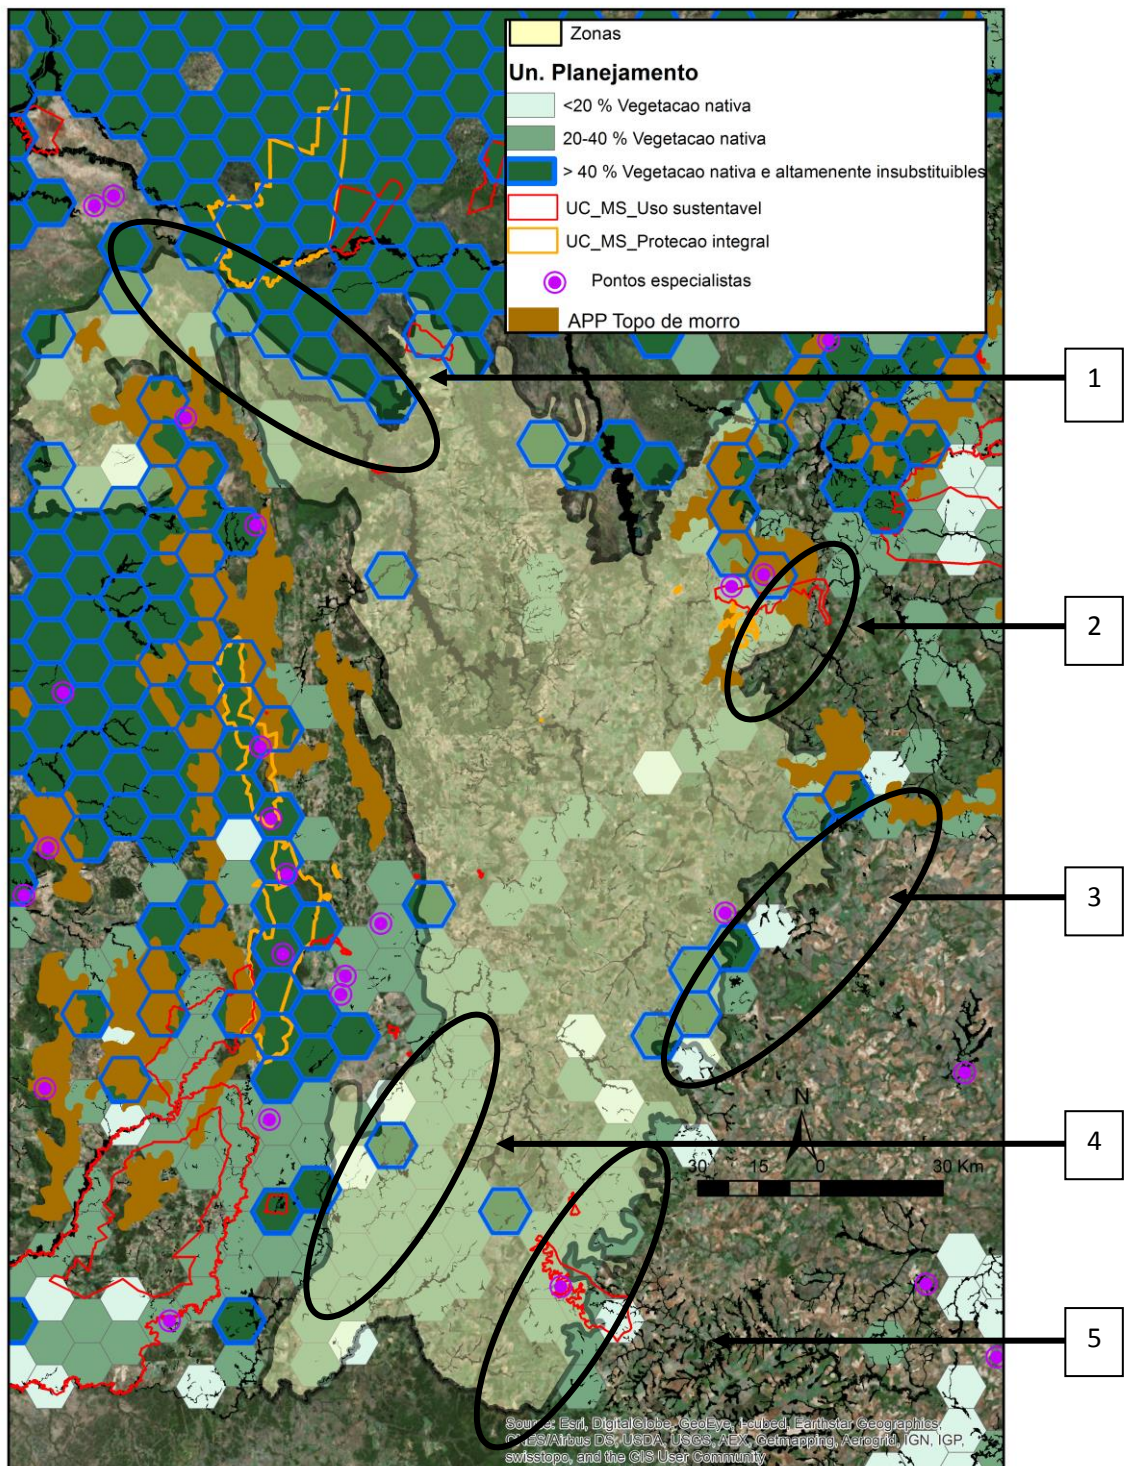 Zonas
Un. Planejamento
<20 % Vegetacao nativa
20-40 % Vegetacao nativa
> 40 % Vegetacao nativa e altamenente insubstituibles
UC_MS_Uso sustentavel
UC_MS_Protecao integral
Pontos especialistas
APP Topo de morro
1
2
3
4
5
N
30 15 0 30 Km
Source: Esri, DigitalGlobe, GeoEye, i-cubed, Earthstar Geographics,
CNES/Airbus DS, USDA, USGS, AEX, Getmapping, Aerogrid, IGN, IGP,
swisstopo, and the GIS User Community